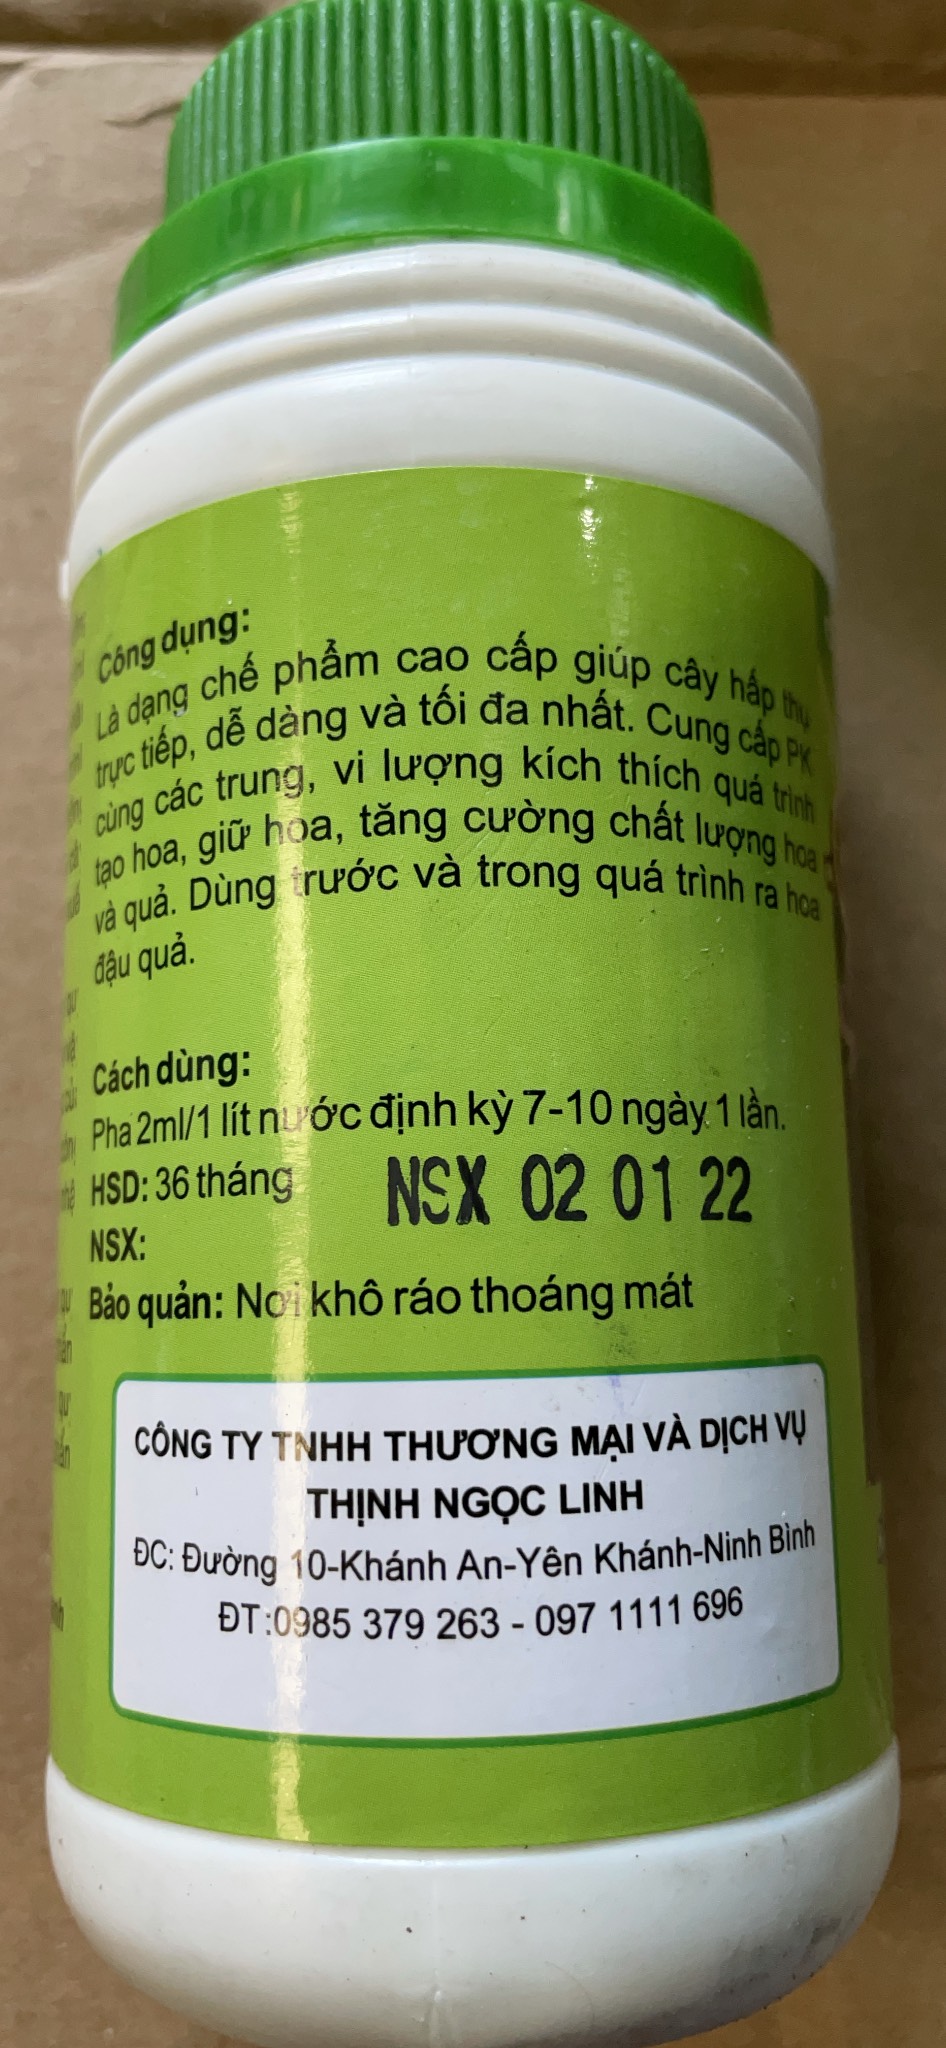 Công dụng:
Là dạng chế phẩm cao cấp giúp cây hấp thụ
trực tiếp, dễ dàng và tối đa nhất. Cung cấp PK
cùng các trung, vi lượng kích thích quá trình
tạo hoa, giữ hoa, tăng cường chất lượng hoa
và quả. Dùng trước và trong quá trình ra hoa
đậu quả.
Cách dùng:
Pha 2ml/1 lít nước định kỳ 7-10 ngày 1 lần.
HSD: 36 tháng
NSX 02 01 22
NSX:
Bảo quản: Nơi khô ráo thoáng mát
CÔNG TY TNHH THƯƠNG MẠI VÀ DỊCH VỤ
THỊNH NGỌC LINH
ĐC: Đường 10-Khánh An-Yên Khánh-Ninh Bình
ĐT:0985 379 263 - 097 1111 696